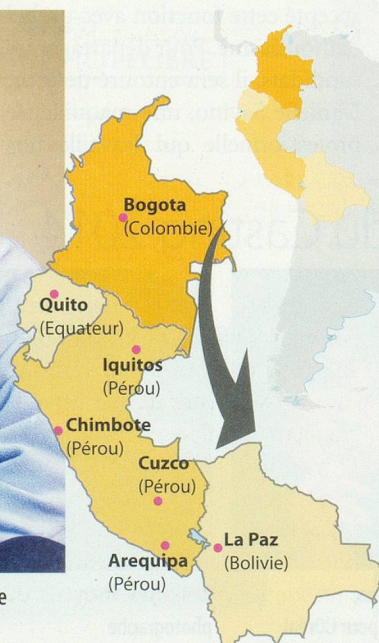 Bogota
(Colombie)
Quito
(Equateur)
Iquitos
(Pérou)
Chimbote
(Pérou)
Cuzco
(Pérou)
La Paz
(Bolivie)
Arequipa
(Pérou)